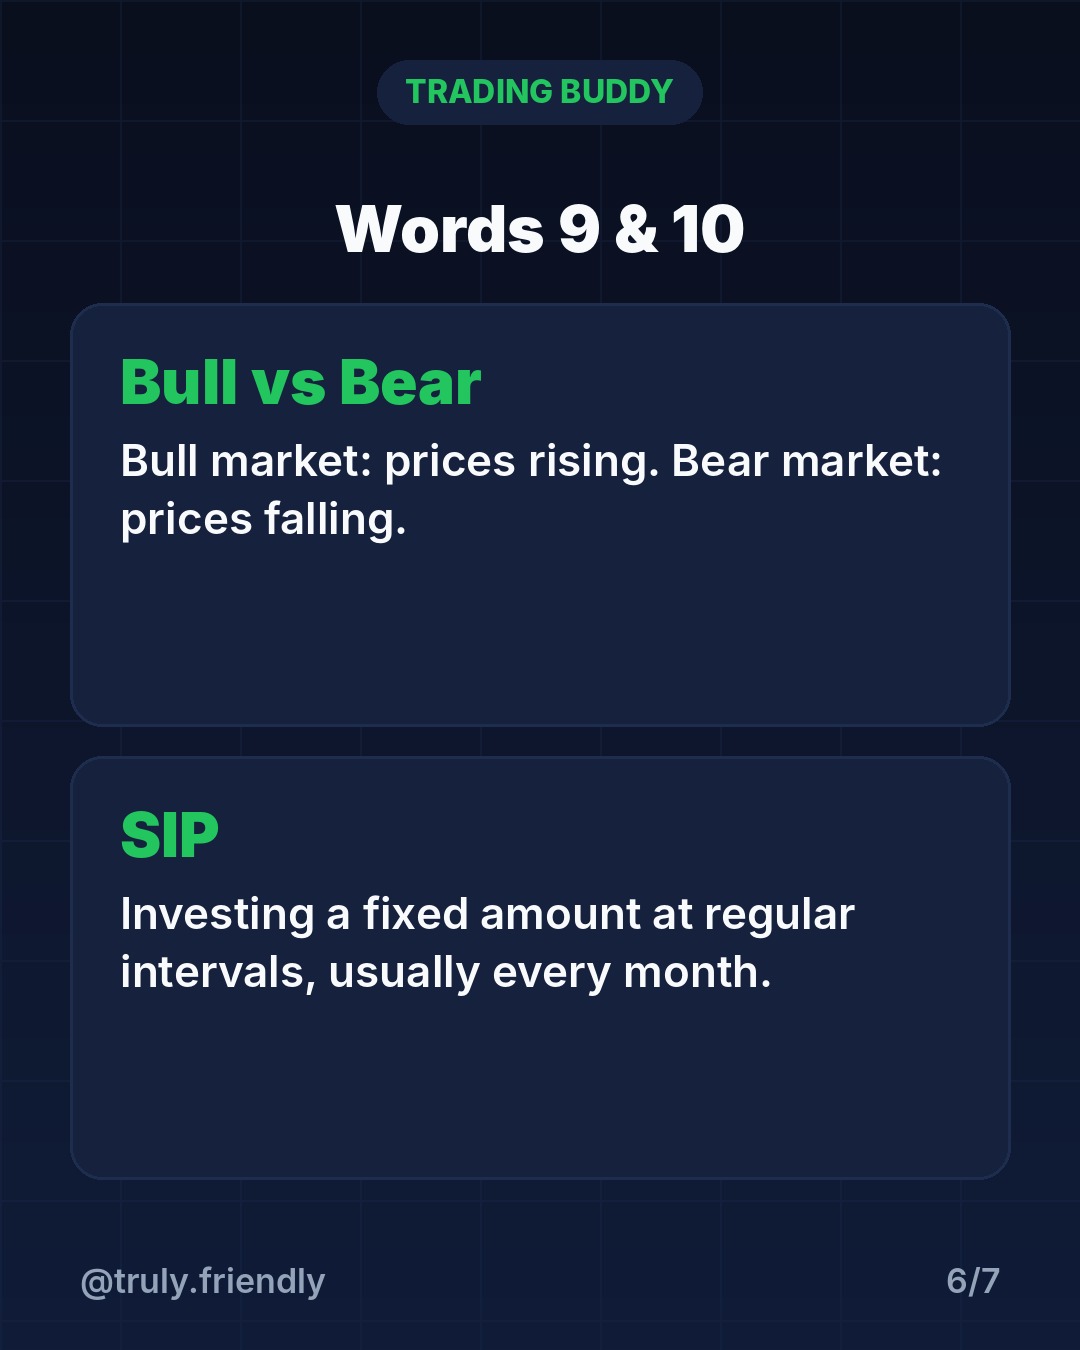 TRADING BUDDY
Words 9 & 10
Bull vs Bear
Bull market: prices rising. Bear market:
prices falling.
SIP
Investing a fixed amount at regular
intervals, usually every month.
@truly.friendly
6/7